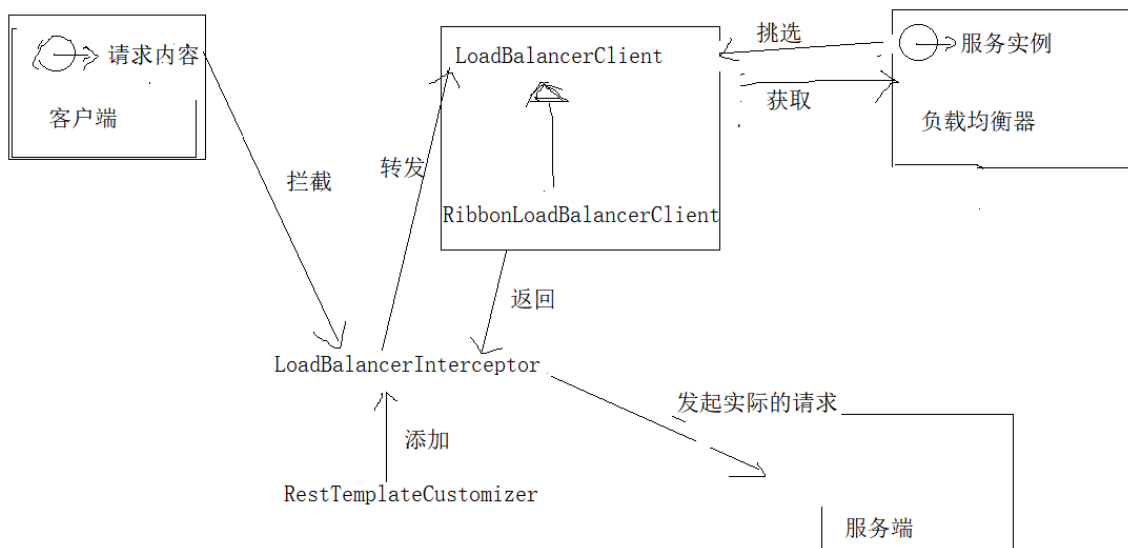 请求内容
客户端
LoadBalancerClient
挑选
服务实例
获取
负载均衡器
拦截
转发
RibbonLoadBalancerClient
返回
LoadBalancerInterceptor
发起实际的请求
添加
RestTemplateCustomizer
服务端